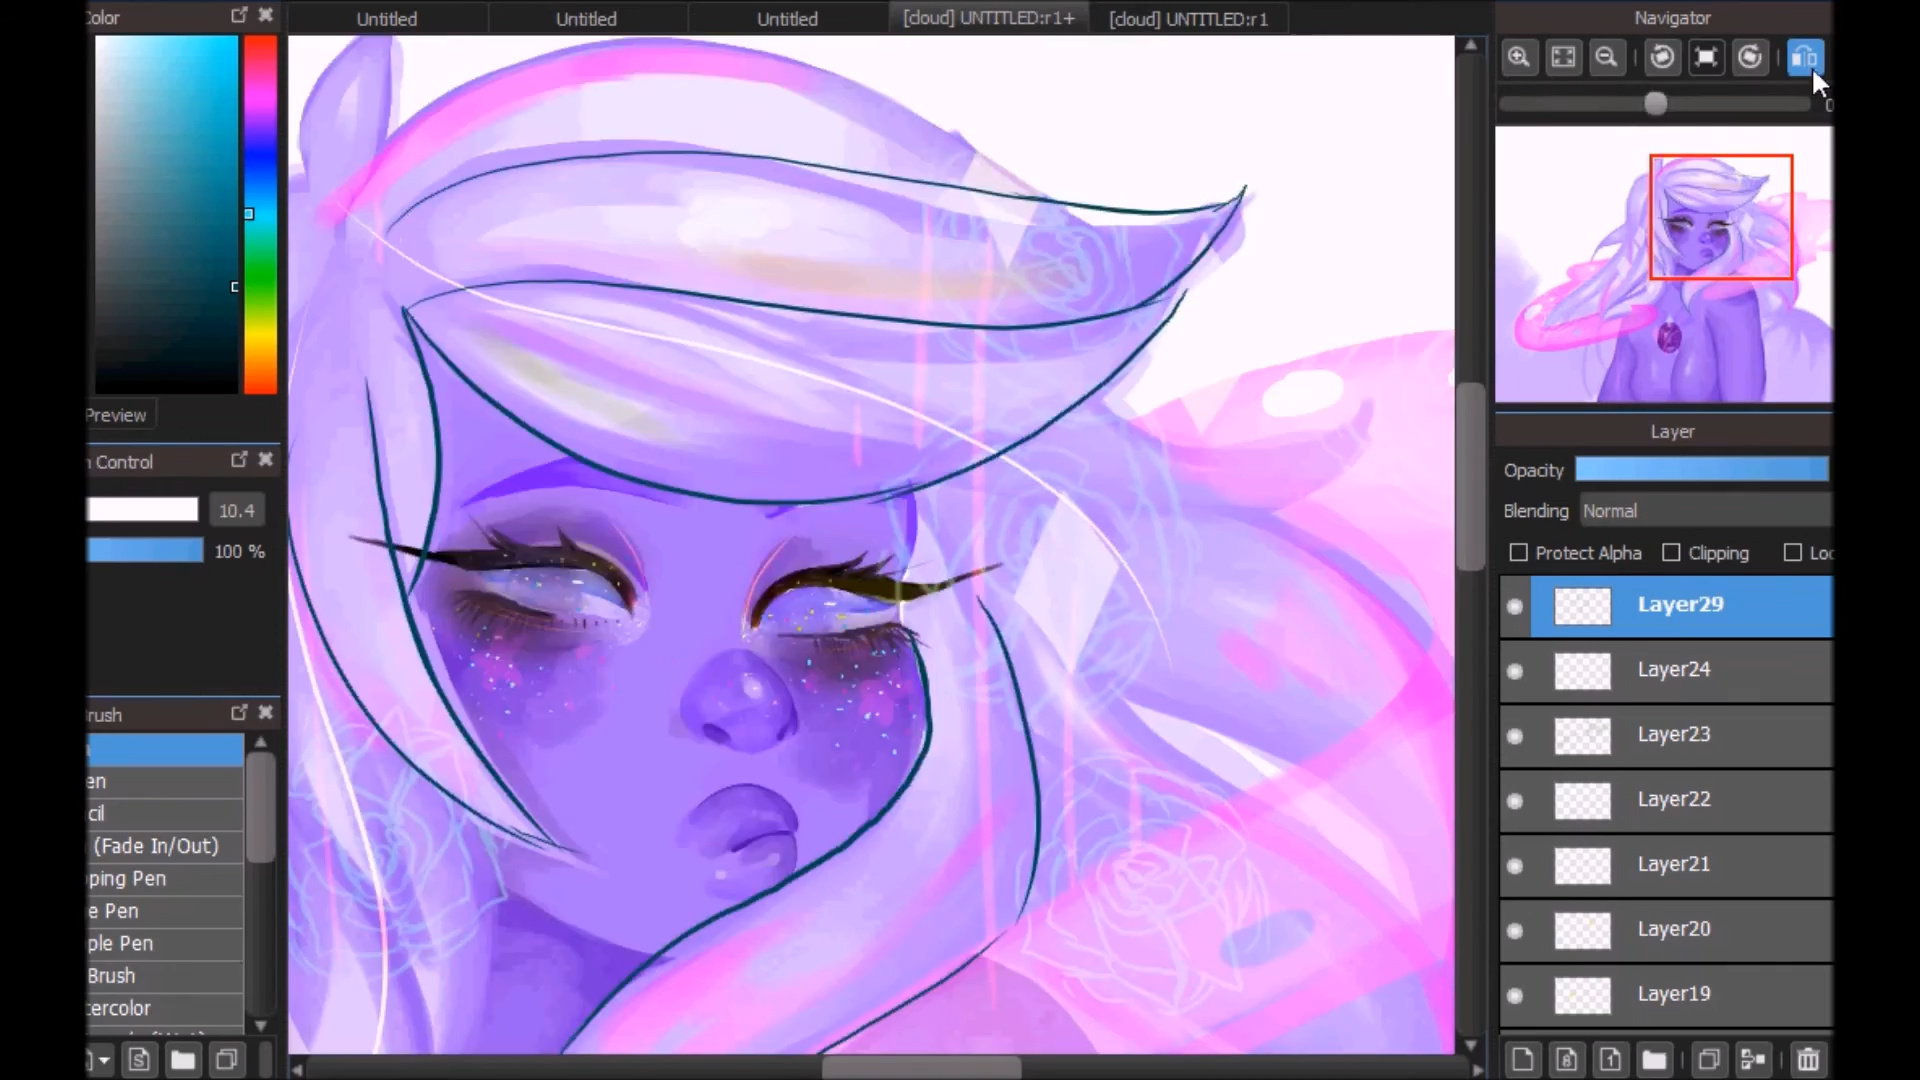 Color
Untitled
Untitled
Untitled
[cloud] UNTITLED:r1+
[cloud] UNTITLED:r1
Navigator
Preview
n Control
10.4
100 %
rush
en
cil
(Fade In/Out)
ping Pen
e Pen
ple Pen
Brush
tercolor
Layer
Opacity
Blending
Normal
Protect Alpha
Clipping
Loc
Layer29
Layer24
Layer23
Layer22
Layer21
Layer20
Layer19